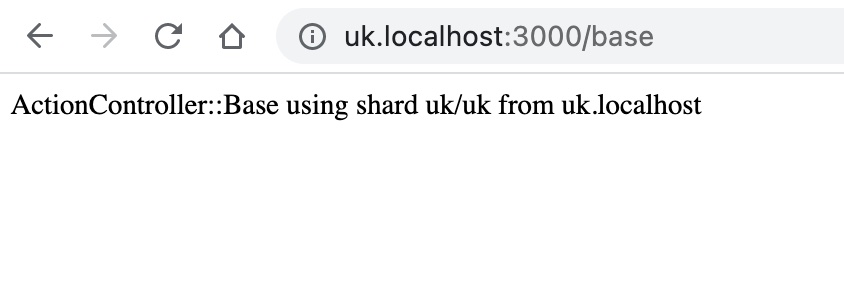 uk.localhost:3000/base
ActionController::Base using shard uk/uk from uk.localhost